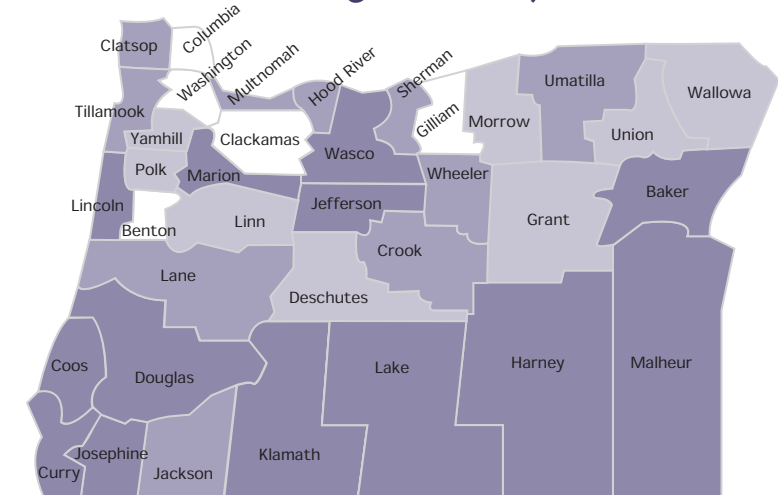 Columbia
Clatsop
Washington
Multnomah
Hood River
Sherman
Umatilla
Wallowa
Tillamook
Gilliam
Morrow
Union
Yamhill
Clackamas
Wasco
Polk
Marion
Wheeler
Baker
Lincoln
Jefferson
Benton
Linn
Grant
Crook
Lane
Deschutes
Coos
Douglas
Lake
Harney
Malheur
Josephine
Klamath
Curry
Jackson